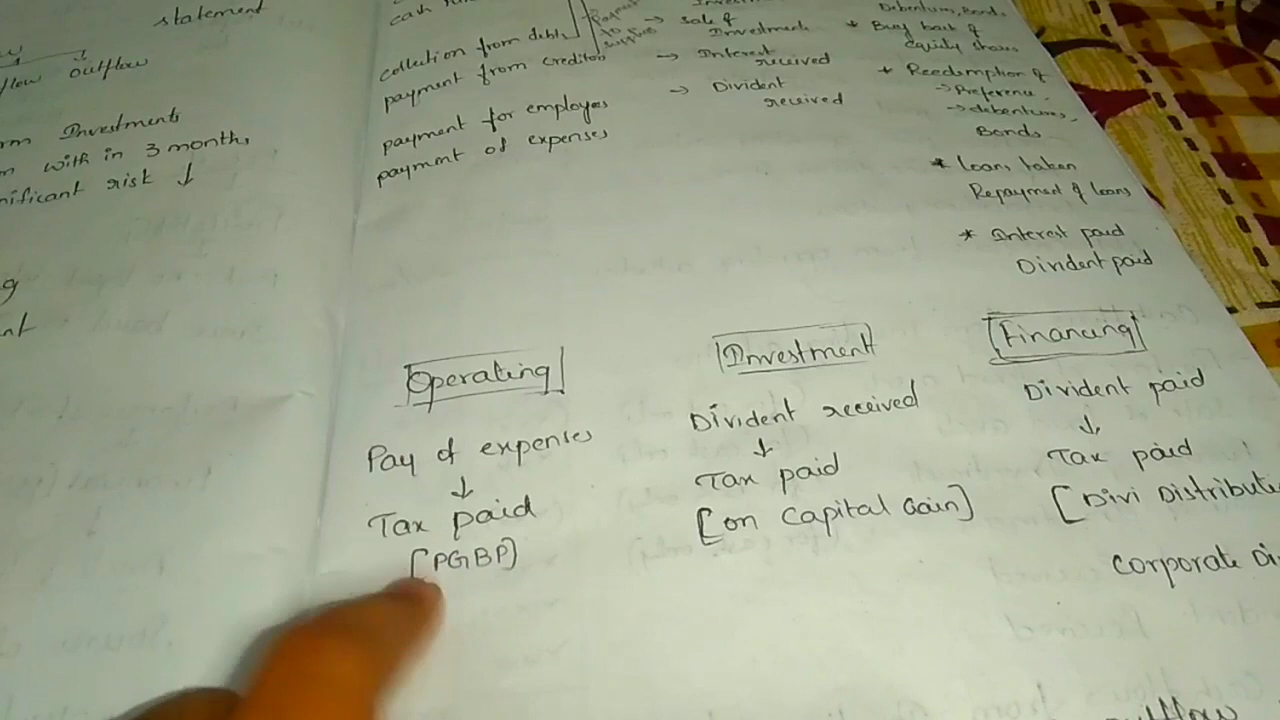 statement
outflow
Investments
with in 3 months
risk ↓
cash
collection from debts
payment from creditors
payment for employees
payment of expenses
→ Sale of
Investment
→ Interest
received
→ Divident
received
Debentures, Bonds
* Buy back of
equity shares
* Reedemption of
→ Preference
→ debentures,
Bonds
* Loans taken
Repayment of loans
* Interest paid
Divident paid
Operating
Pay of expenses
↓
Tax paid
[PGBP]
Investment
Divident received
↓
Tax paid
[on Capital Gain]
Financing
Divident paid
↓
Tax paid
[Divi Distributi
Corporate Di
outflow